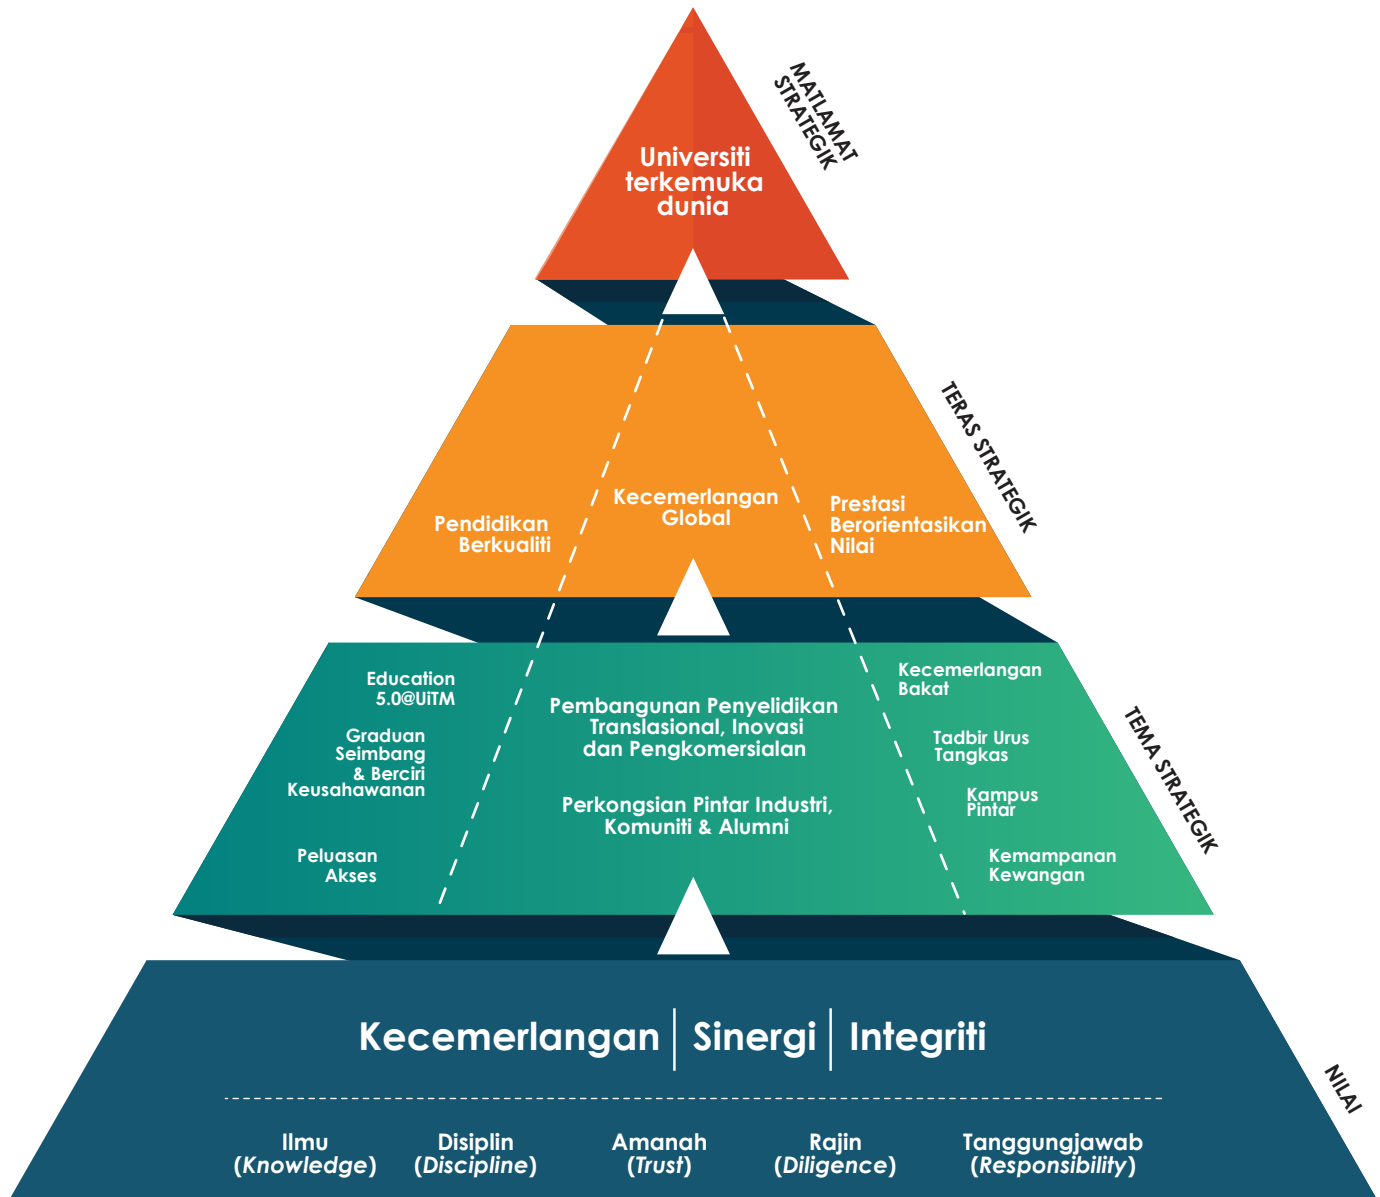 MATLAMAT
STRATEGIK
Universiti
terkemuka
dunia
TERAS STRATEGIK
Pendidikan
Berkualiti
Kecemerlangan
Global
Prestasi
Berorientasikan
Nilai
TEMA STRATEGIK
Education
5.0@UiTM
Graduan
Seimbang
& Berciri
Keusahawanan
Peluasan
Akses
Pembangunan Penyelidikan
Translasional, Inovasi
dan Pengkomersialan
Perkongsian Pintar Industri,
Komuniti & Alumni
Kecemerlangan
Bakat
Tadbir Urus
Tangkas
Kampus
Pintar
Kemampanan
Kewangan
NILAI
Kecemerlangan | Sinergi | Integriti
Ilmu
(Knowledge)
Disiplin
(Discipline)
Amanah
(Trust)
Rajin
(Diligence)
Tanggungjawab
(Responsibility)